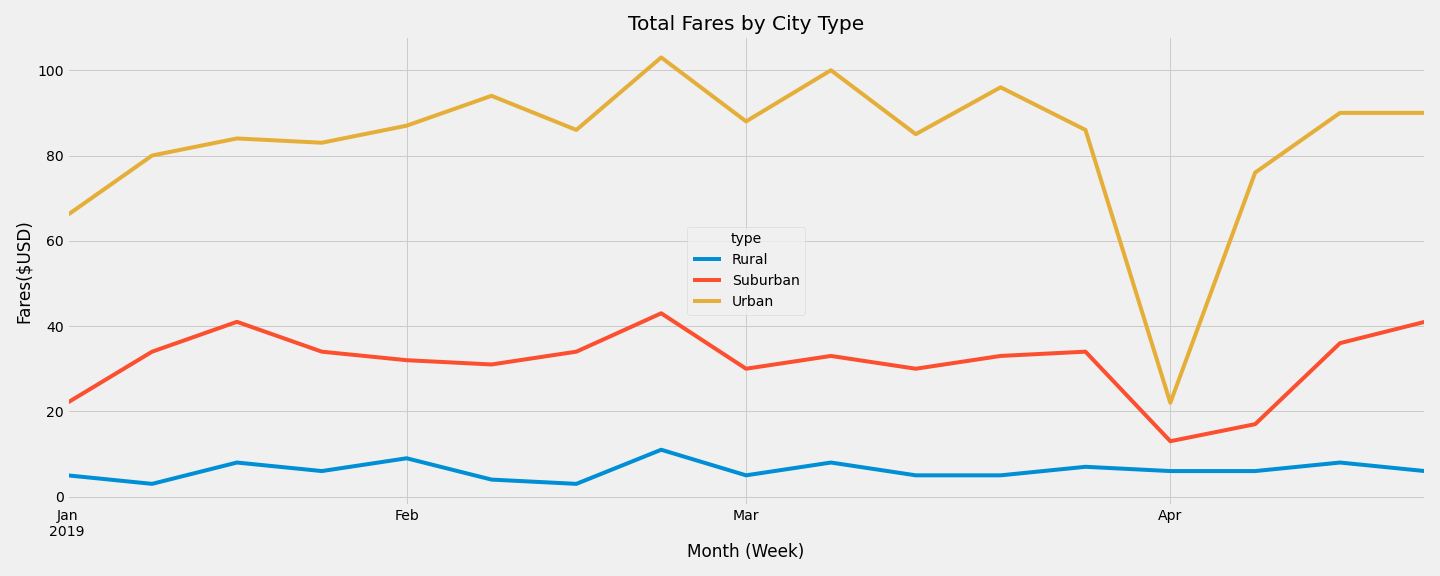 Total Fares by City Type
Fares($USD)
100
80
60
40
20
0
type
Rural
Suburban
Urban
Jan Feb Mar Apr
2019
Month (Week)